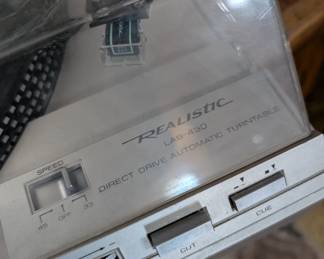 REALISTIC
LAB-430
DIRECT DRIVE AUTOMATIC TURNTABLE
SPEED
45 OFF 33
CUT
CUE